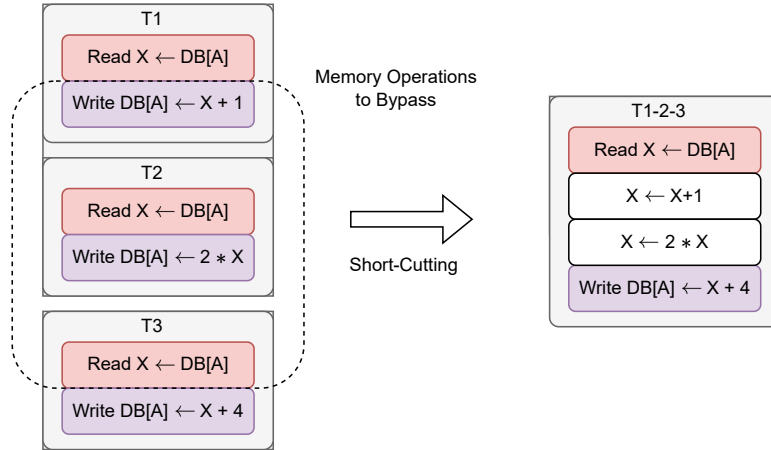 T1
Read X ← DB[A]
Write DB[A] ← X + 1
T2
Read X ← DB[A]
Write DB[A] ← 2 ∗ X
T3
Read X ← DB[A]
Write DB[A] ← X + 4
Memory Operations
to Bypass
Short-Cutting
T1-2-3
Read X ← DB[A]
X ← X+1
X ← 2 ∗ X
Write DB[A] ← X + 4